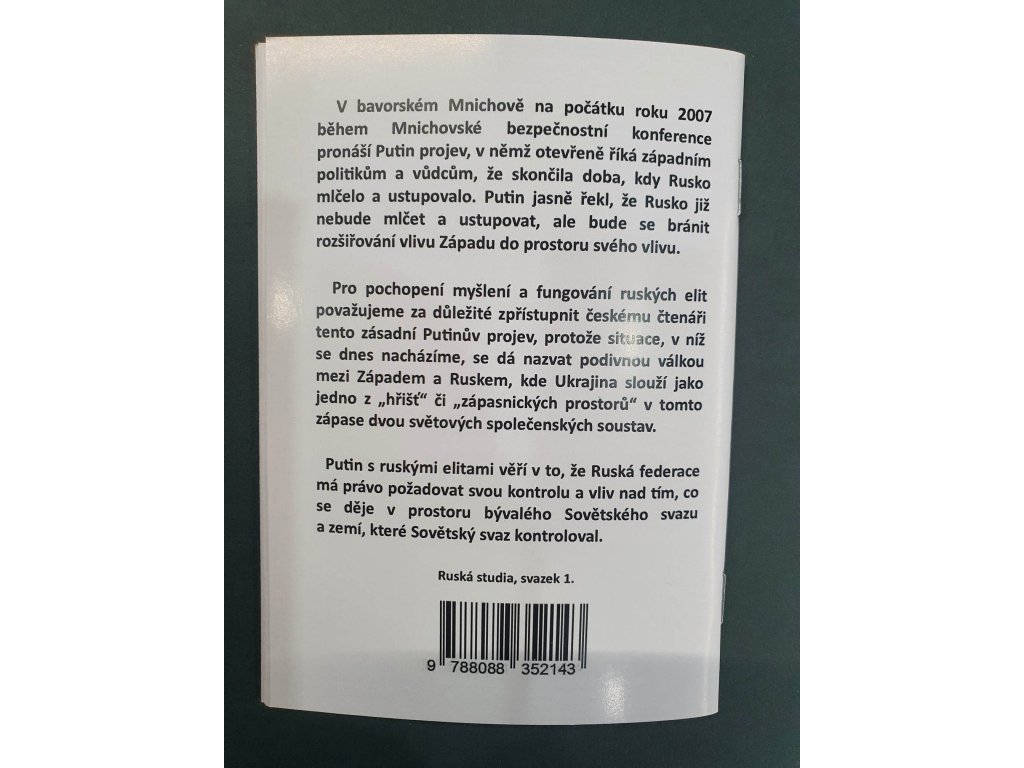 V bavorském Mnichově na počátku roku 2007
během Mnichovské bezpečnostní konference
pronáší Putin projev, v němž otevřeně říká západním
politikům a vůdcům, že skončila doba, kdy Rusko
mlčelo a ustupovalo. Putin jasně řekl, že Rusko již
nebude mlčet a ustupovat, ale bude se bránit
rozšiřování vlivu Západu do prostoru svého vlivu.
Pro pochopení myšlení a fungování ruských elit
považujeme za důležité zpřístupnit českému čtenáři
tento zásadní Putinův projev, protože situace, v níž
se dnes nacházíme, se dá nazvat podivnou válkou
mezi Západem a Ruskem, kde Ukrajina slouží jako
jedno z „hřišť“ či „zápasnických prostorů“ v tomto
zápase dvou světových společenských soustav.
Putin s ruskými elitami věří v to, že Ruská federace
má právo požadovat svou kontrolu a vliv nad tím, co
se děje v prostoru bývalého Sovětského svazu
a zemí, které Sovětský svaz kontroloval.
Ruská studia, svazek 1.
9 788088 352143